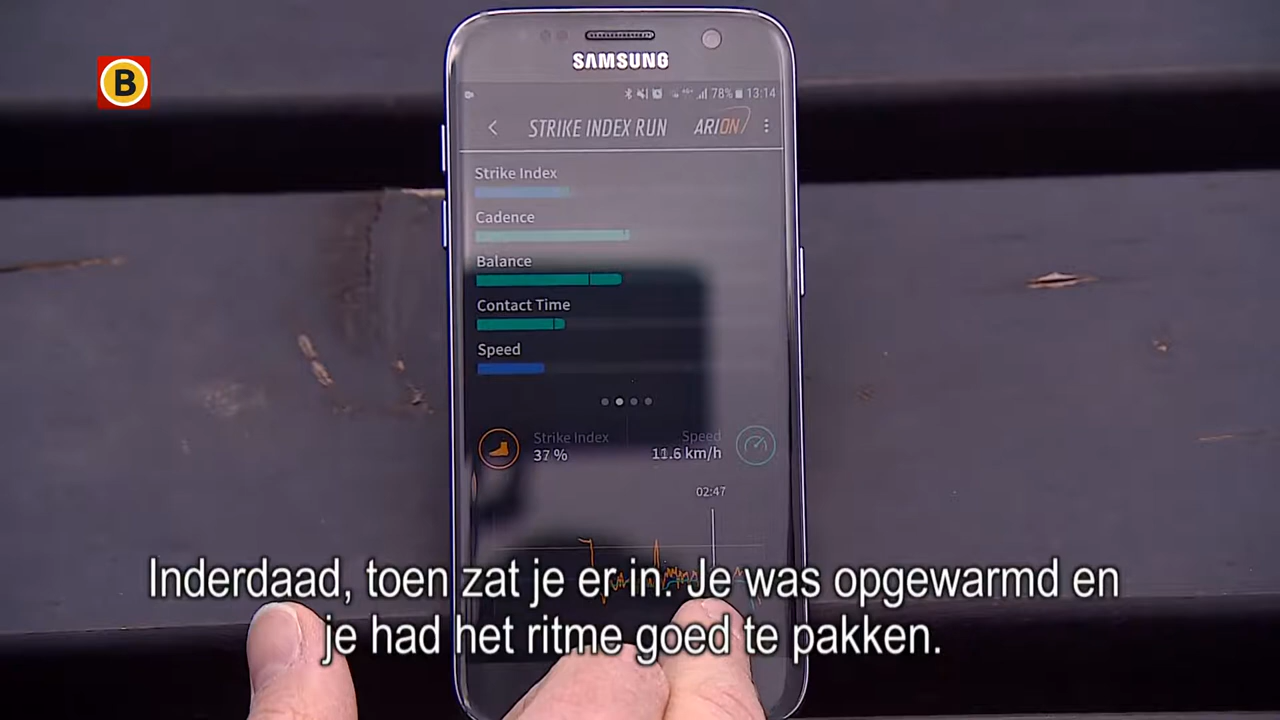 B
SAMSUNG
78% 13:14
STRIKE INDEX RUN ARION
Strike Index
Cadence
Balance
Contact Time
Speed
Strike Index Speed
37 % 11.6 km/h
02:47
Inderdaad, toen zat je er in. Je was opgewarmd en
je had het ritme goed te pakken.